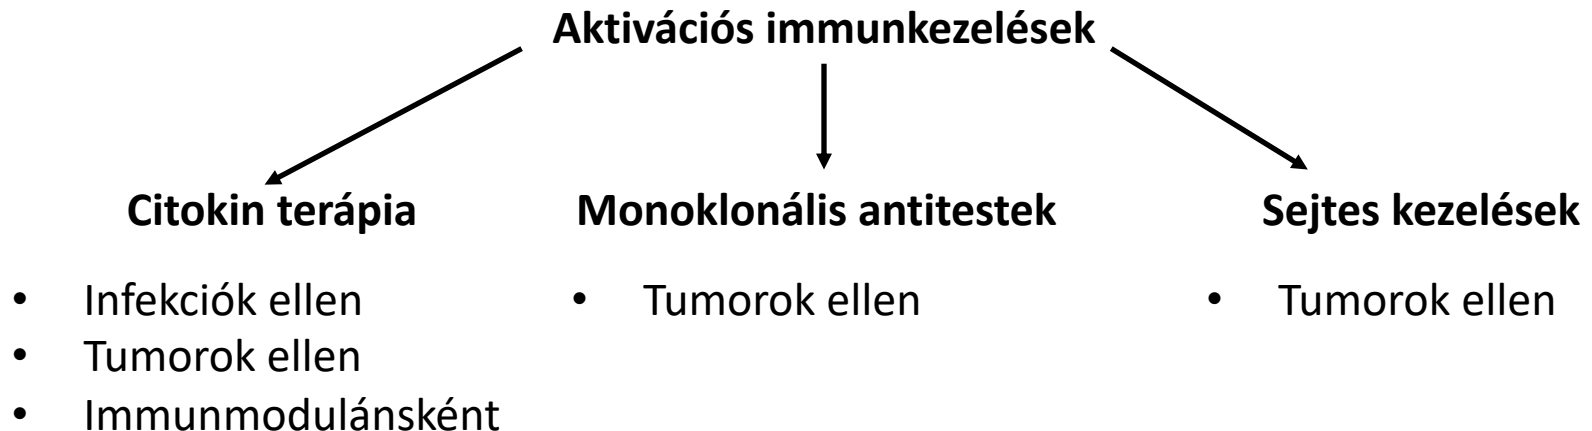 Aktivációs immunkezelések
Citokin terápia
• Infekciók ellen
• Tumorok ellen
• Immunmodulánsként
Monoklonális antitestek
• Tumorok ellen
Sejtes kezelések
• Tumorok ellen